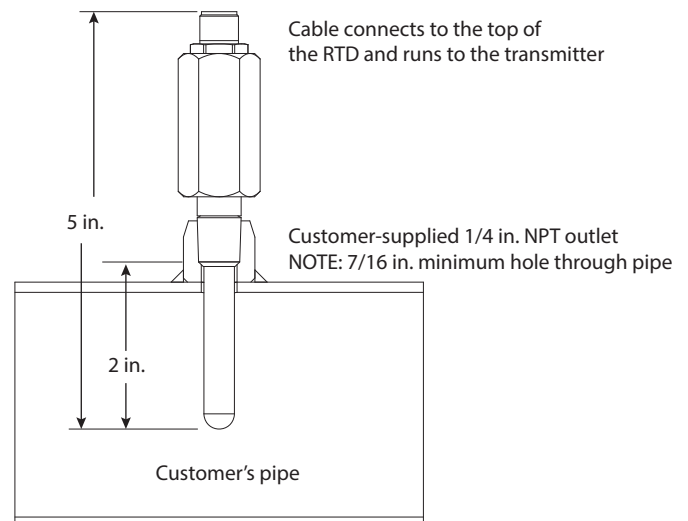 Cable connects to the top of
the RTD and runs to the transmitter
5 in.
Customer-supplied 1/4 in. NPT outlet
NOTE: 7/16 in. minimum hole through pipe
2 in.
Customer’s pipe